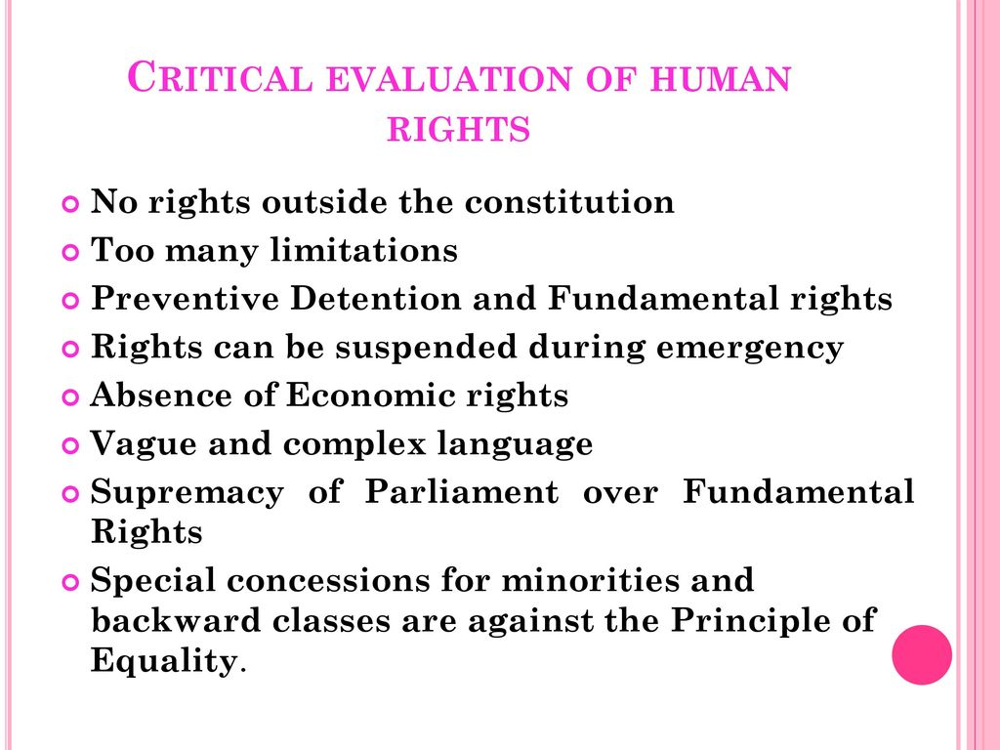 CRITICAL EVALUATION OF HUMAN
RIGHTS
No rights outside the constitution
Too many limitations
Preventive Detention and Fundamental rights
Rights can be suspended during emergency
Absence of Economic rights
Vague and complex language
Supremacy of Parliament over Fundamental
Rights
Special concessions for minorities and
backward classes are against the Principle of
Equality.